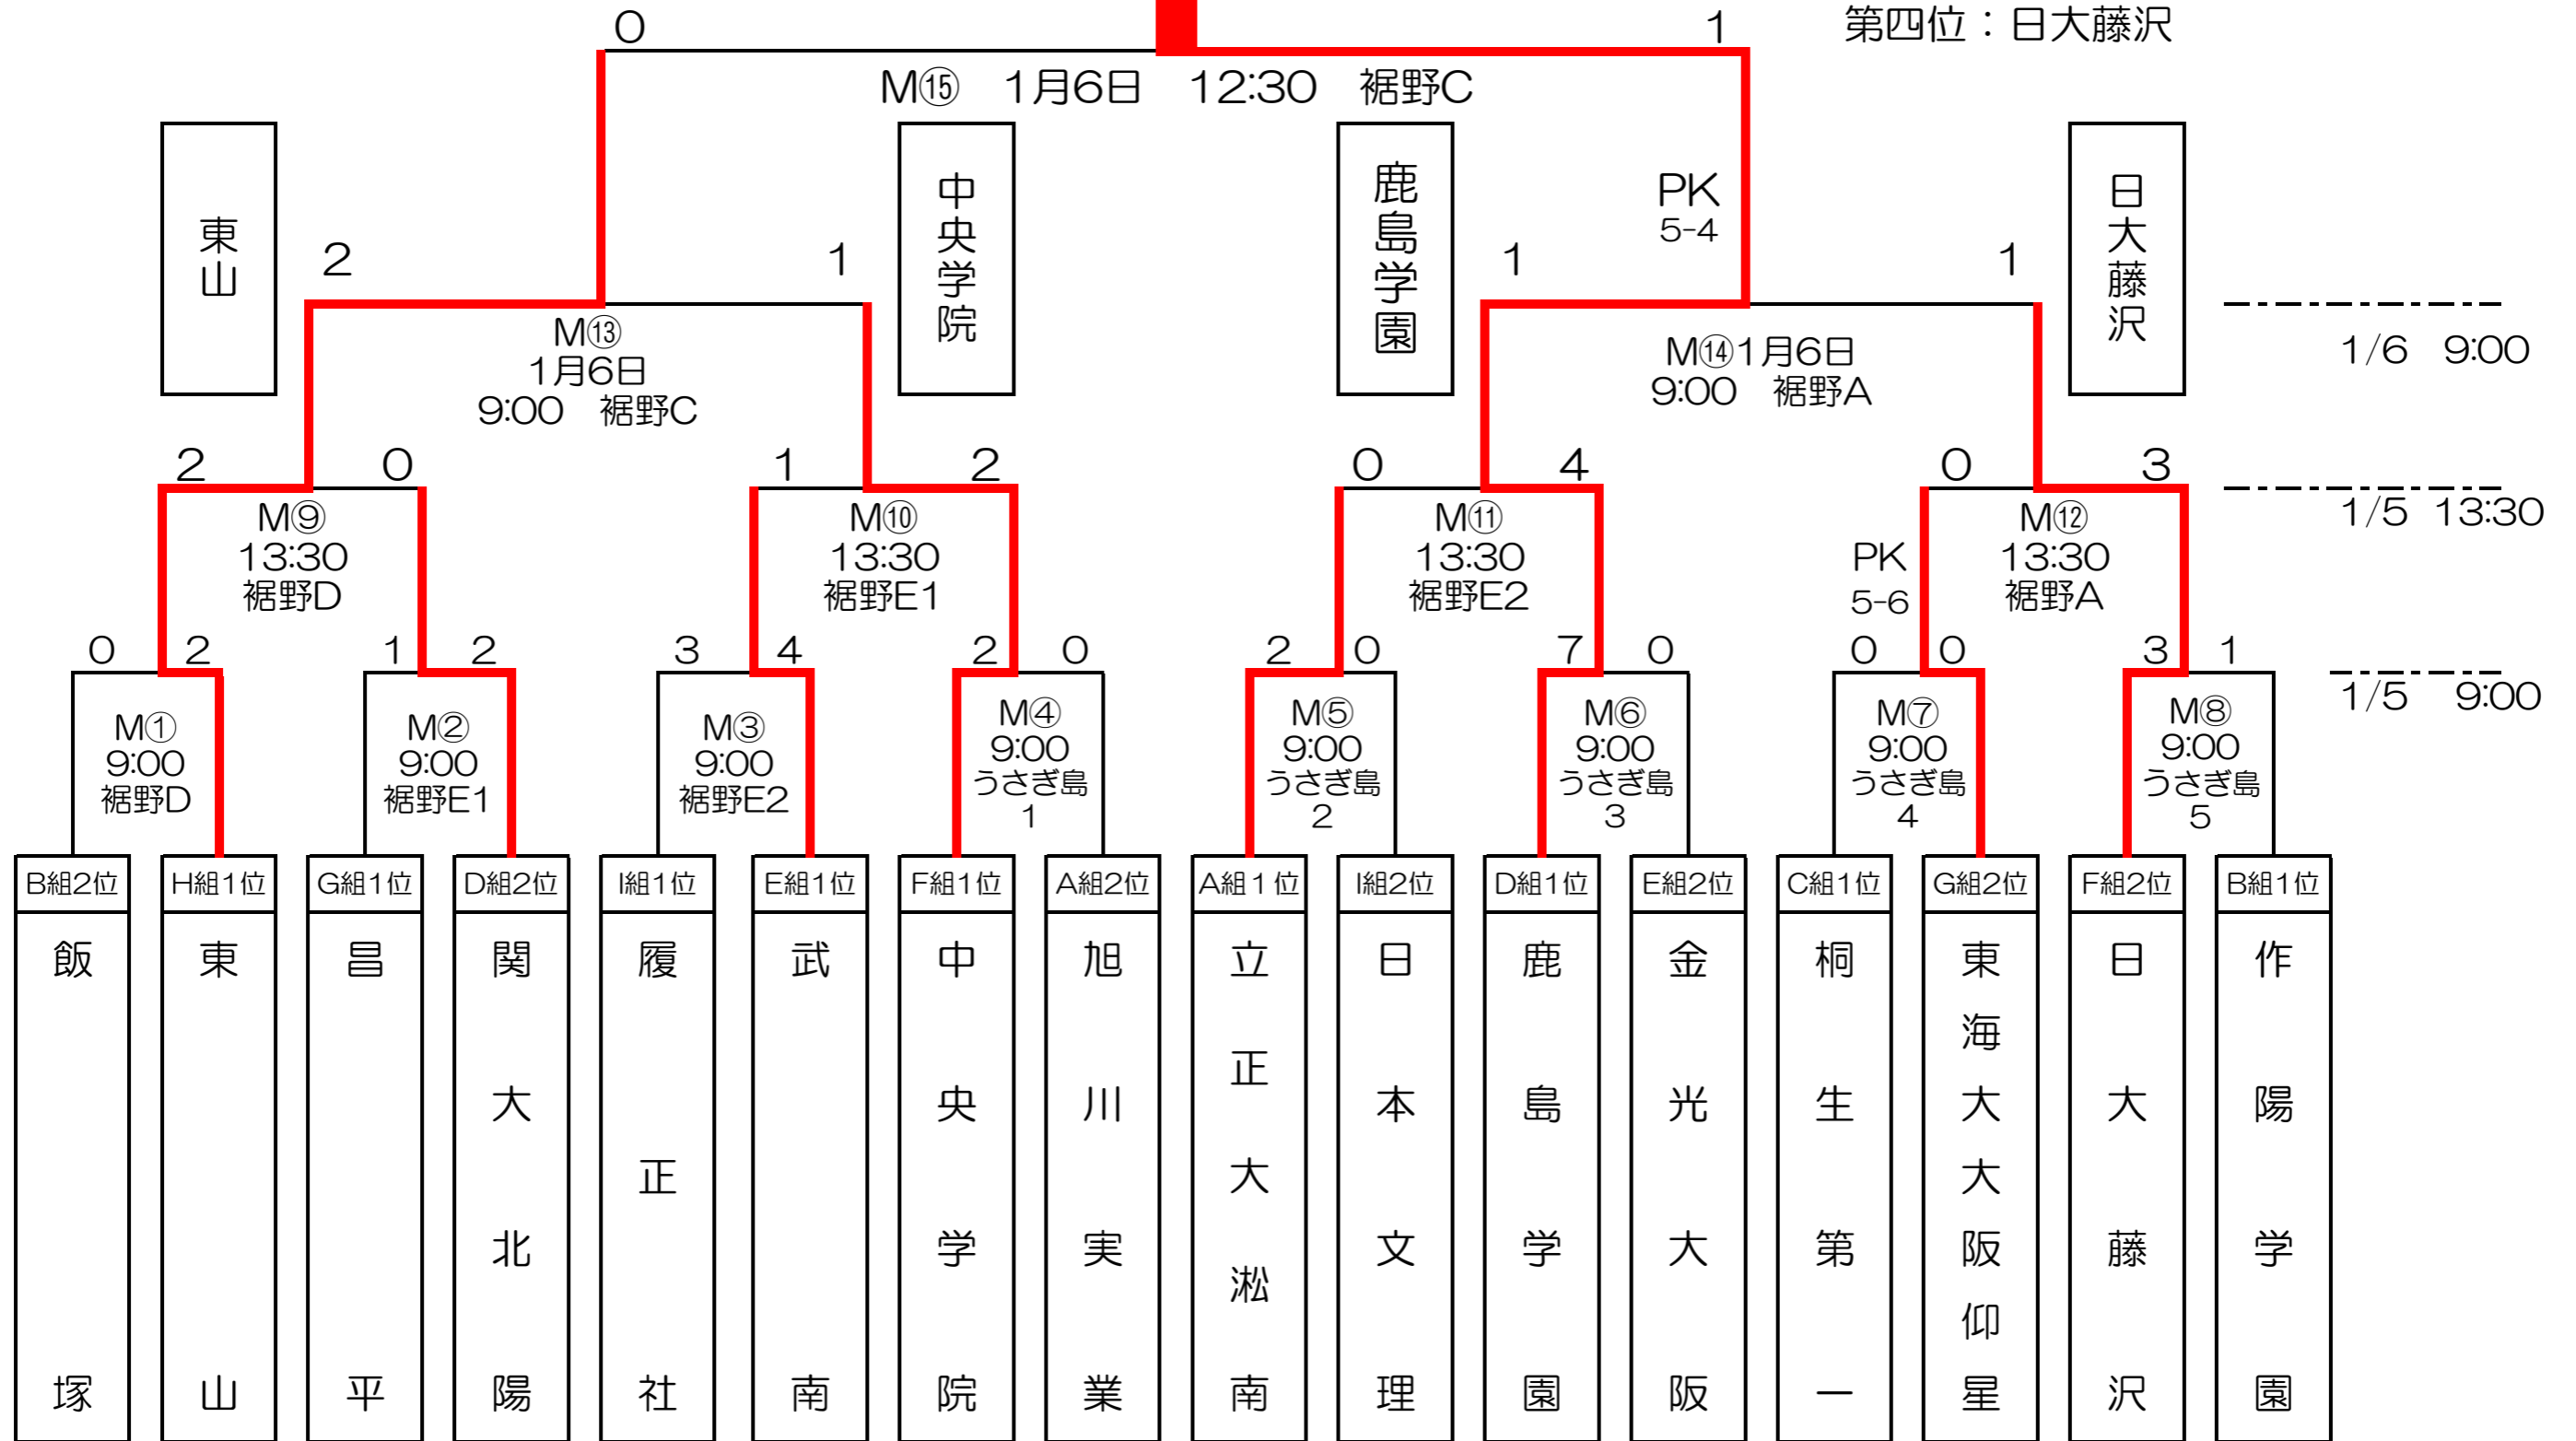 0
1
第四位：日大藤沢
M⑮　1月6日　12:30　裾野C
東山
中央学院
鹿島学園
日大藤沢
PK
5-4
2
1
1
1
M⑬
1月6日
9:00　裾野C
M⑭1月6日
9:00　裾野A
1/6 9:00
2
0
1
2
0
4
0
3
M⑨
13:30
裾野D
M⑩
13:30
裾野E1
M⑪
13:30
裾野E2
PK
5-6
M⑫
13:30
裾野A
1/5 13:30
0
2
1
2
3
4
2
0
2
0
7
0
0
0
3
1
M①
9:00
裾野D
M②
9:00
裾野E1
M③
9:00
裾野E2
M④
9:00
うさぎ島
1
M⑤
9:00
うさぎ島
2
M⑥
9:00
うさぎ島
3
M⑦
9:00
うさぎ島
4
M⑧
9:00
うさぎ島
5
1/5 9:00
B組2位
H組1位
G組1位
D組2位
I組1位
E組1位
F組1位
A組2位
A組1位
I組2位
D組1位
E組2位
C組1位
G組2位
F組2位
B組1位
飯塚
東山
昌平
関大北陽
履正社
武南
中央学院
旭川実業
立正大淞南
日本文理
鹿島学園
金光大阪
桐生第一
東海大大阪仰星
日大藤沢
作陽学園